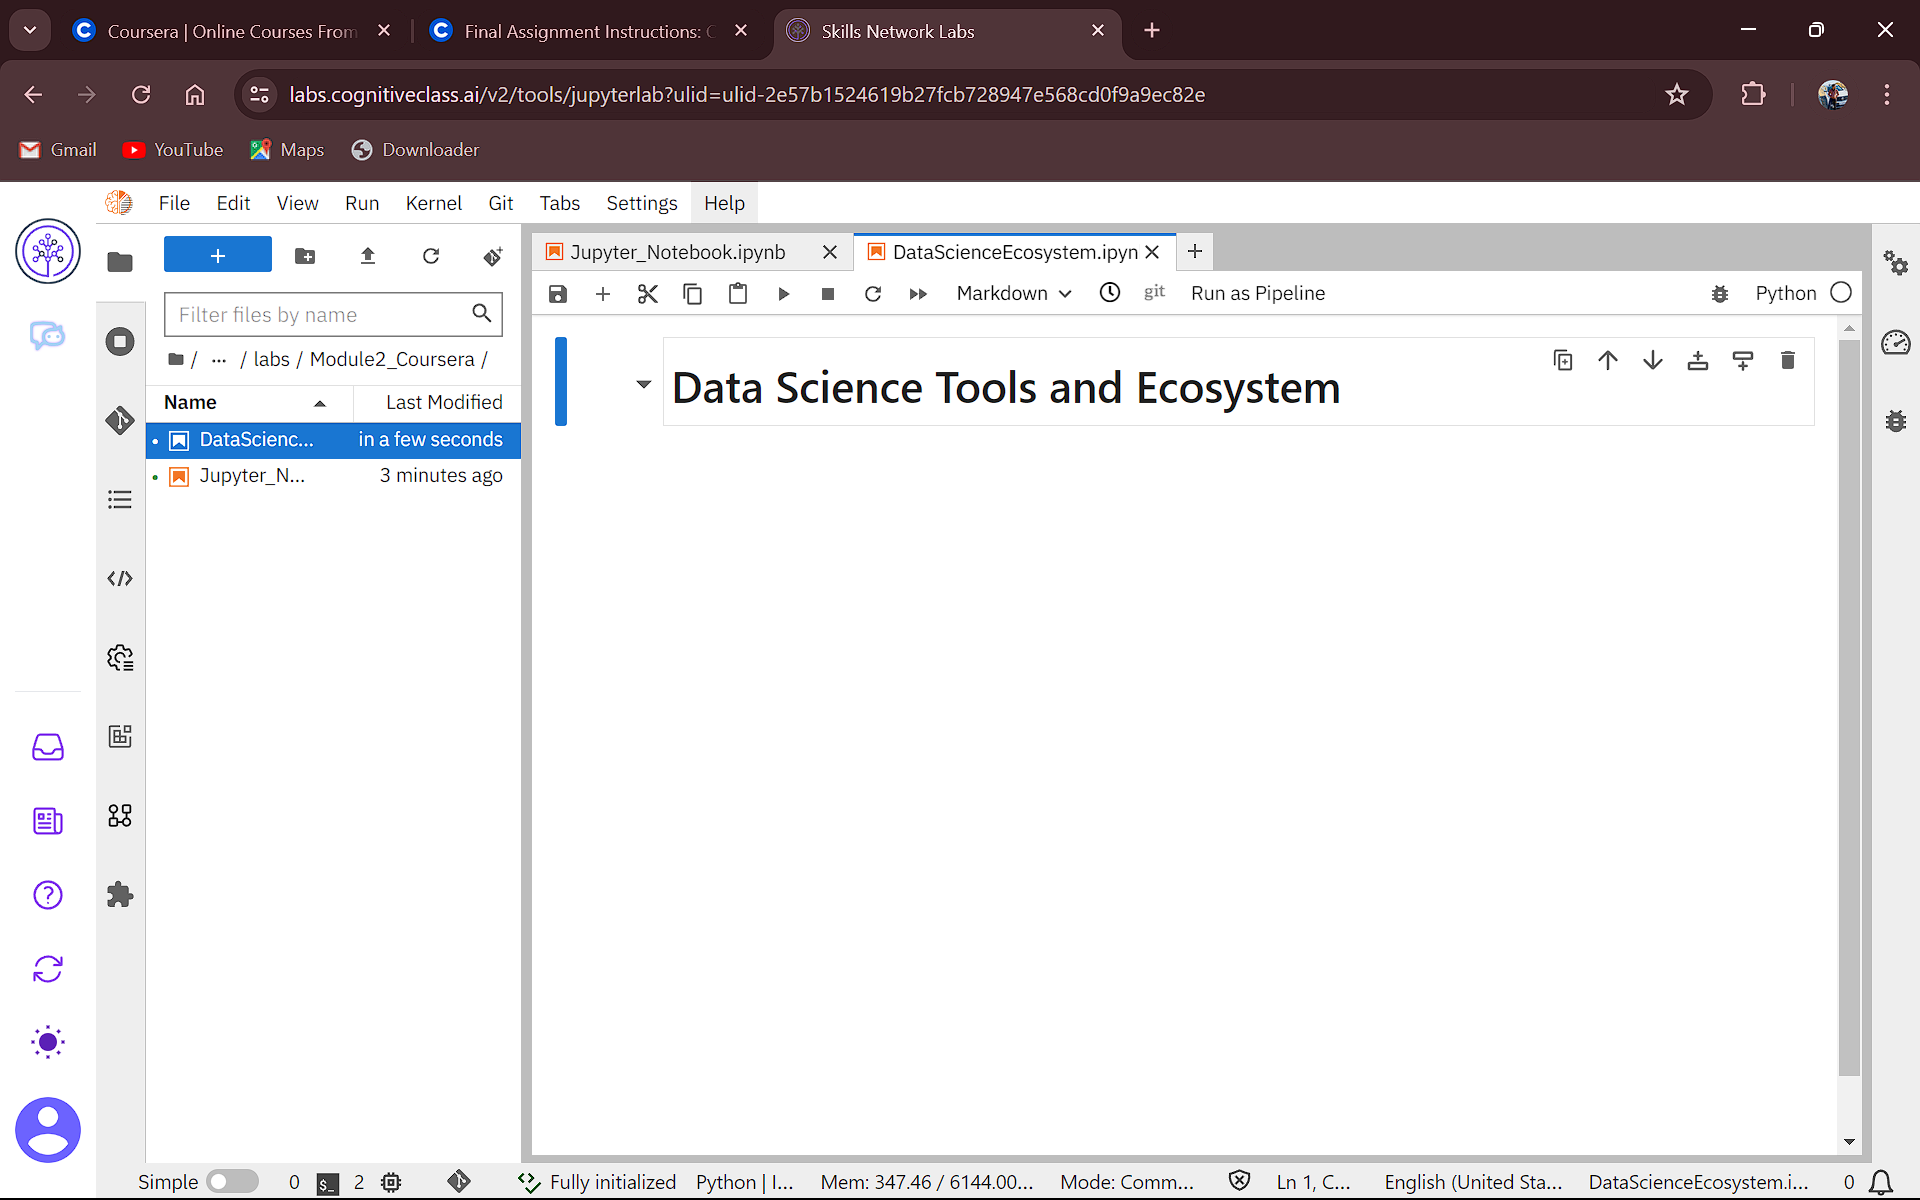 Coursera | Online Courses From
Final Assignment Instructions: C
Skills Network Labs
labs.cognitiveclass.ai/v2/tools/jupyterlab?ulid=ulid-2e57b1524619b27fcb728947e568cd0f9a9ec82e
Gmail
YouTube
Maps
Downloader
File Edit View Run Kernel Git Tabs Settings Help
Jupyter_Notebook.ipynb
DataScienceEcosystem.ipyn
Filter files by name
Markdown
git
Run as Pipeline
Python
/ ... / labs / Module2_Coursera /
Name
Last Modified
DataScienc... in a few seconds
Jupyter_N... 3 minutes ago
Data Science Tools and Ecosystem
Simple 0 $_ 2 Fully initialized Python | I... Mem: 347.46 / 6144.00... Mode: Comm... Ln 1, C... English (United Sta... DataScienceEcosystem.i... 0